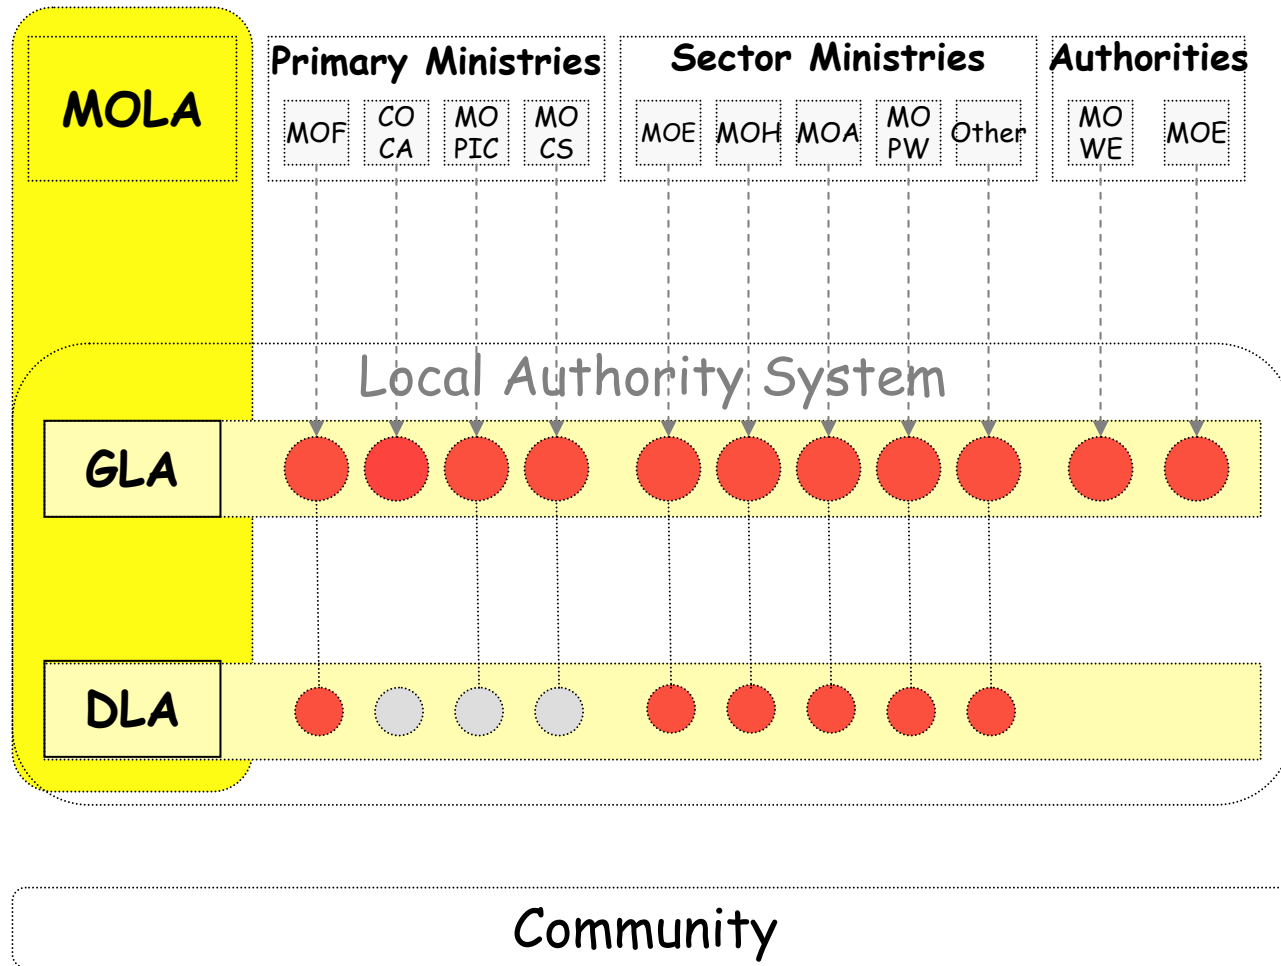 MOLA
Primary Ministries
MOF
CO
CA
MO
PIC
MO
CS
Sector Ministries
MOE
MOH
MOA
MO
PW
Other
Authorities
MO
WE
MOE
Local Authority System
GLA
DLA
Community